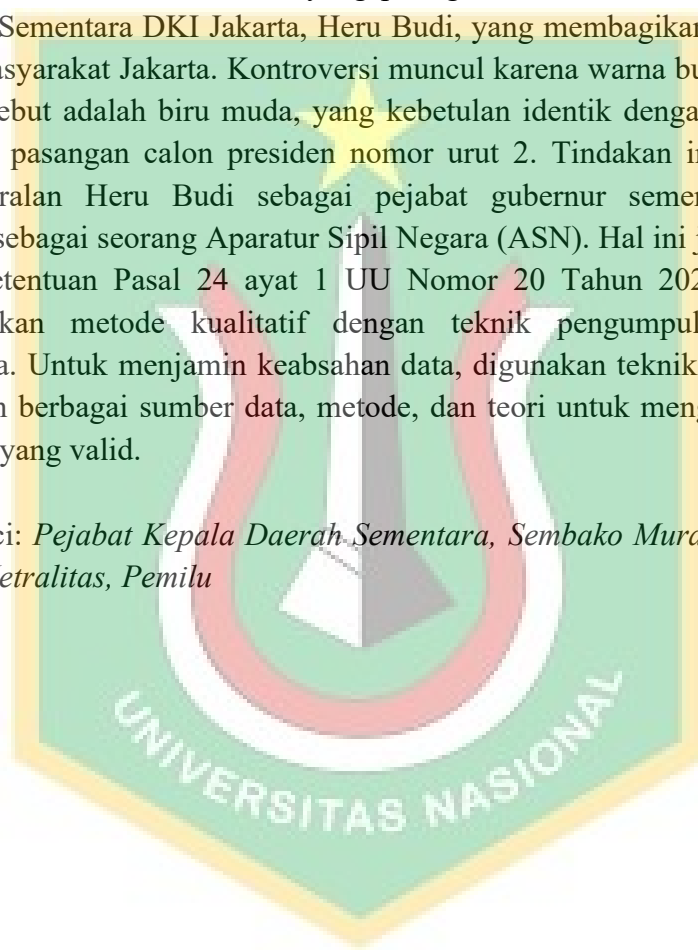 Sementara DKI Jakarta, Heru Budi, yang membagikan
asyarakat Jakarta. Kontroversi muncul karena warna bu
ebut adalah biru muda, yang kebetulan identik denga
pasangan calon presiden nomor urut 2. Tindakan i
ralan Heru Budi sebagai pejabat gubernur semen
sebagai seorang Aparatur Sipil Negara (ASN). Hal ini j
etentuan Pasal 24 ayat 1 UU Nomor 20 Tahun 202
kan metode kualitatif dengan teknik pengumpul
a. Untuk menjamin keabsahan data, digunakan teknik
n berbagai sumber data, metode, dan teori untuk meng
yang valid.
ci: Pejabat Kepala Daerah Sementara, Sembako Mura
Netralitas, Pemilu
UNIVERSITAS NASIONAL